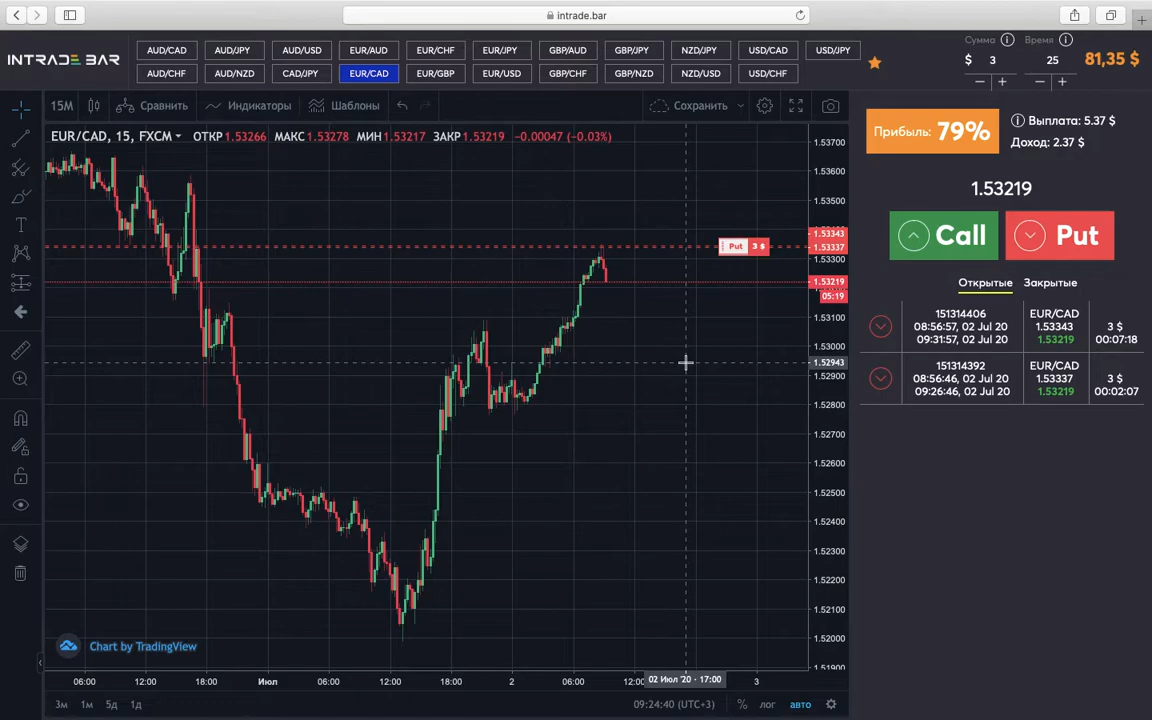 intrade.bar
INTRADE BAR
AUD/CAD AUD/JPY AUD/USD EUR/AUD EUR/CHF EUR/JPY GBP/AUD GBP/JPY NZD/JPY USD/CAD USD/JPY
AUD/CHF AUD/NZD CAD/JPY EUR/CAD EUR/GBP EUR/USD GBP/CHF GBP/NZD NZD/USD USD/CHF
Сумма Время
$ 3 25 81,35 $
− + − +
15М Сравнить Индикаторы Шаблоны Сохранить
EUR/CAD, 15, FXCM ОТКР 1.53266 МАКС 1.53278 МИН 1.53217 ЗАКР 1.53219 −0.00047 (−0.03%)
Прибыль: 79%
Выплата: 5.37 $
Доход: 2.37 $
1.53219
Call Put
Открытые Закрытые
151314406
08:56:57, 02 Jul 20
09:31:57, 02 Jul 20
EUR/CAD
1.53343
1.53219
3 $
00:07:18
151314392
08:56:46, 02 Jul 20
09:26:46, 02 Jul 20
EUR/CAD
1.53337
1.53219
3 $
00:02:07
Put 3 $
1.53700
1.53600
1.53500
1.53343
1.53337
1.53300
1.53219
05:19
1.53100
1.53000
1.52943
1.52900
1.52800
1.52700
1.52600
1.52500
1.52400
1.52300
1.52200
1.52100
1.52000
1.51900
Chart by TradingView
06:00 12:00 18:00 Июл 06:00 12:00 18:00 2 06:00 02 Июл '20 - 17:00 3
3м 1м 5д 1д
09:24:40 (UTC+3) % лог авто